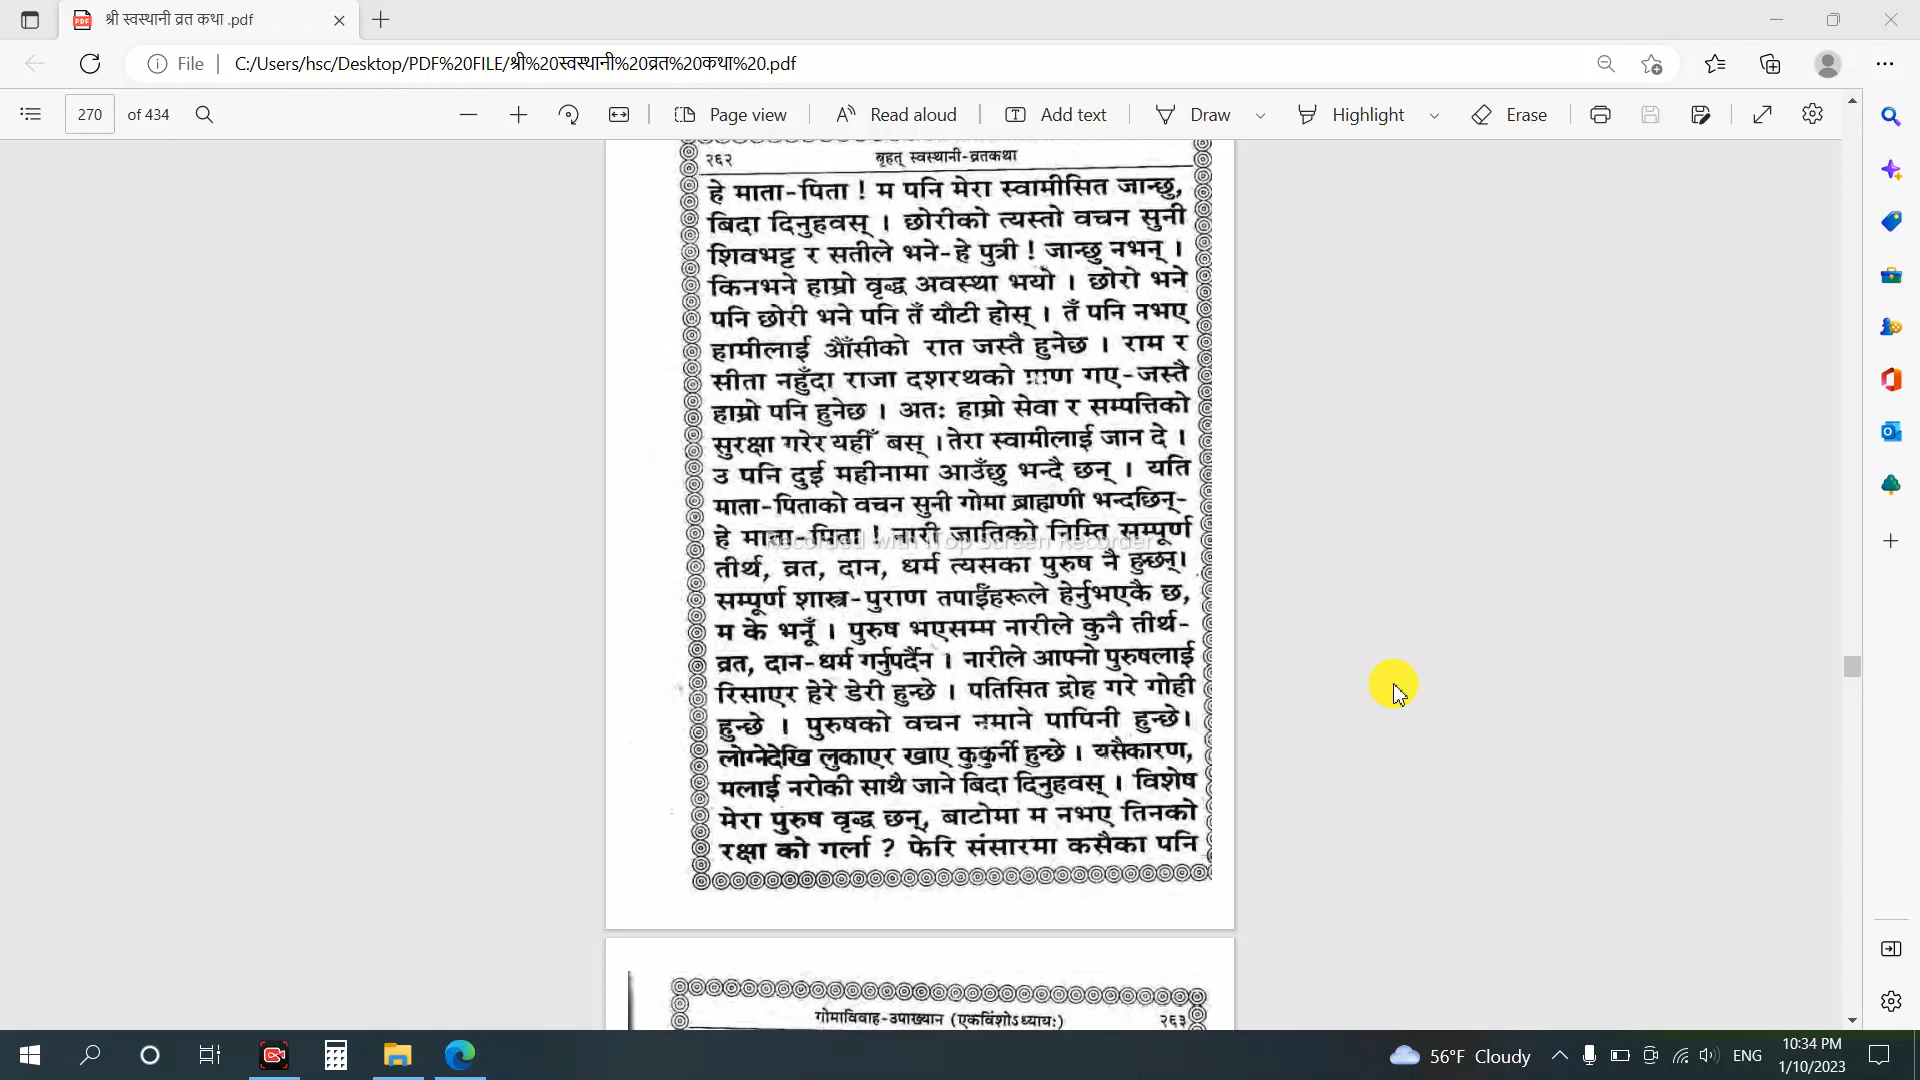 श्री स्वस्थानी व्रत कथा .pdf
File
C:/Users/hsc/Desktop/PDF%20FILE/श्री%20स्वस्थानी%20व्रत%20कथा%20.pdf
270 of 434
Page view
Read aloud
Add text
Draw
Highlight
Erase
२६२ बृहत् स्वस्थानी-व्रतकथा
हे माता-पिता ! म पनि मेरा स्वामीसित जान्छु,
बिदा दिनुहवस् । छोरीको त्यस्तो वचन सुनी
शिवभट्ट र सतीले भने-हे पुत्री ! जान्छु नभन् ।
किनभने हाम्रो वृद्ध अवस्था भयो । छोरो भने
पनि छोरी भने पनि तँ यौटी होस् । तँ पनि नभए
हामीलाई औँसीको रात जस्तै हुनेछ । राम र
सीता नहुँदा राजा दशरथको प्राण गए-जस्तै
हाम्रो पनि हुनेछ । अतः हाम्रो सेवा र सम्पत्तिको
सुरक्षा गरेर यहीँ बस् । तेरा स्वामीलाई जान दे ।
उ पनि दुई महीनामा आउँछु भन्दै छन् । यति
माता-पिताको वचन सुनी गोमा ब्राह्मणी भन्दछिन्-
हे माता-पिता ! नारी जातिको निम्ति सम्पूर्ण
Recorded with iTop Screen Recorder
तीर्थ, व्रत, दान, धर्म त्यसका पुरुष नै हुन्छन्।
सम्पूर्ण शास्त्र-पुराण तपाईँहरूले हेर्नुभएकै छ,
म के भनूँ । पुरुष भएसम्म नारीले कुनै तीर्थ-
व्रत, दान-धर्म गर्नुपर्दैन । नारीले आफ्नो पुरुषलाई
रिसाएर हेरे डेरी हुन्छे । पतिसित द्रोह गरे गोही
हुन्छे । पुरुषको वचन नमाने पापिनी हुन्छे।
लोग्नेदेखि लुकाएर खाए कुकुर्नी हुन्छे । यसैकारण,
मलाई नरोकी साथै जाने बिदा दिनुहवस् । विशेष
मेरा पुरुष वृद्ध छन्, बाटोमा म नभए तिनको
रक्षा को गर्ला ? फेरि संसारमा कसैका पनि
गोमाविवाह-उपाख्यान (एकविंशोऽध्यायः) २६३
56°F Cloudy
ENG
10:34 PM
1/10/2023